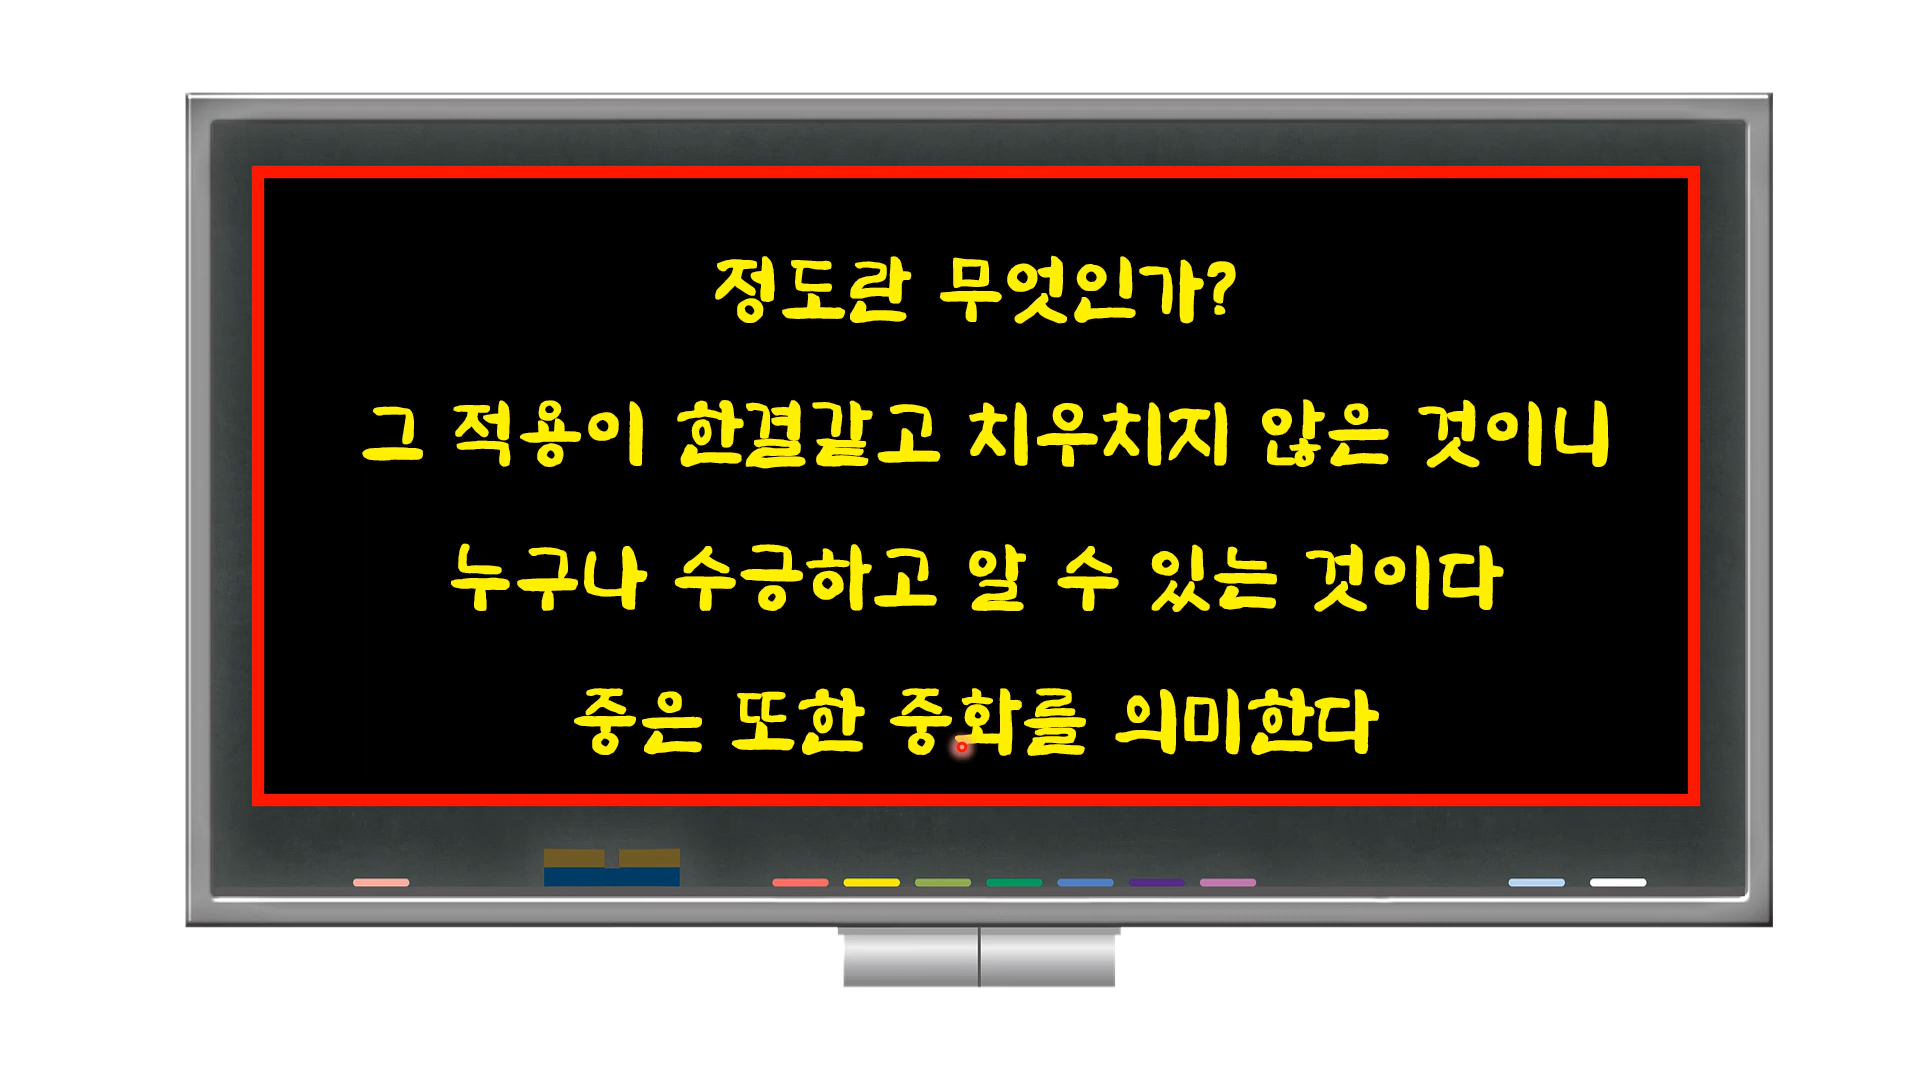 정도란 무엇인가?
그 적용이 한결같고 치우치지 않은 것이니
누구나 수긍하고 알 수 있는 것이다
중은 또한 중화를 의미한다